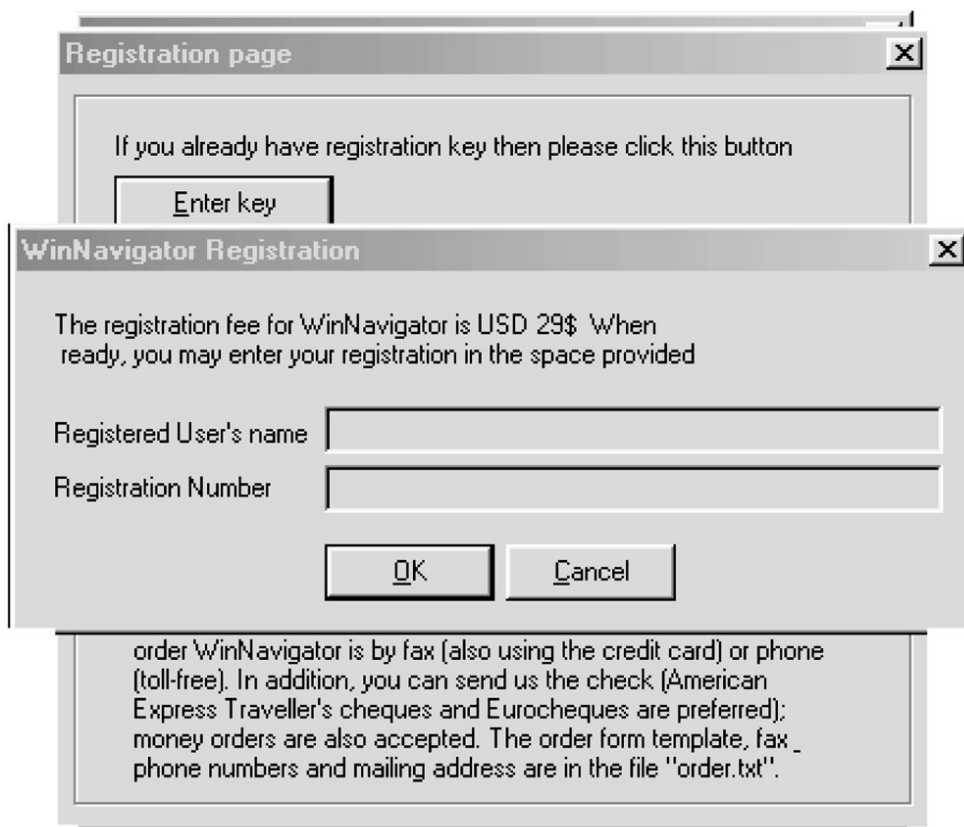 Registration page
If you already have registration key then please click this button
Enter key
WinNavigator Registration
The registration fee for WinNavigator is USD 29$ When
ready, you may enter your registration in the space provided
Registered User's name
Registration Number
OK
Cancel
order WinNavigator is by fax (also using the credit card) or phone
(toll-free). In addition, you can send us the check (American
Express Traveller's cheques and Eurocheques are preferred);
money orders are also accepted. The order form template, fax _
phone numbers and mailing address are in the file "order.txt".